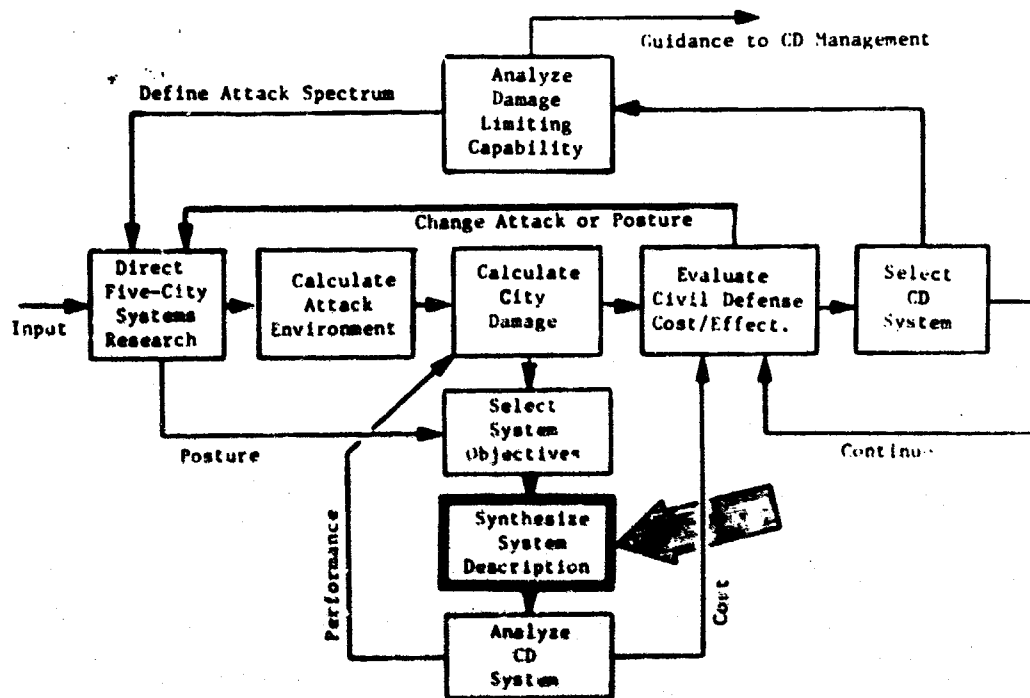 Guidance to CD Management
Analyze
Damage
Limiting
Capability
Define Attack Spectrum
Change Attack or Posture
Input
Direct
Five-City
Systems
Research
Calculate
Attack
Environment
Calculate
City
Damage
Evaluate
Civil Defense
Cost/Effect.
Select
CD
System
Select
System
Objectives
Posture
Continue
Synthesize
System
Description
Performance
Cost
Analyze
CD
System